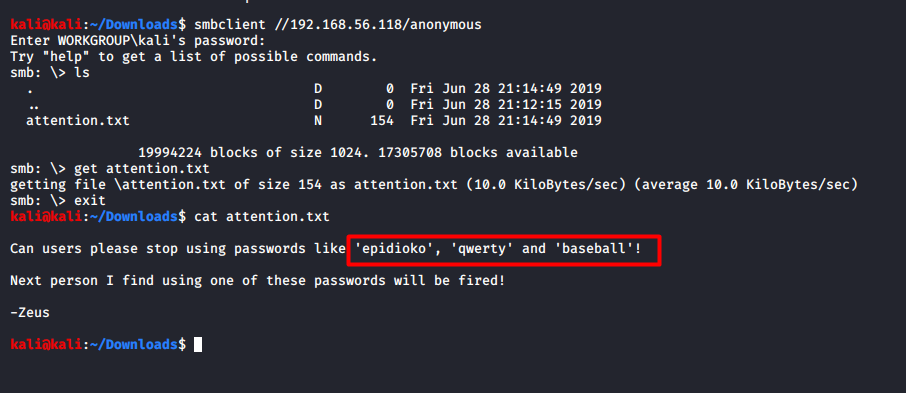 kali@kali:~/Downloads$ smbclient //192.168.56.118/anonymous
Enter WORKGROUP\kali's password:
Try "help" to get a list of possible commands.
smb: \> ls
. D 0 Fri Jun 28 21:14:49 2019
.. D 0 Fri Jun 28 21:12:15 2019
attention.txt N 154 Fri Jun 28 21:14:49 2019
19994224 blocks of size 1024. 17305708 blocks available
smb: \> get attention.txt
getting file \attention.txt of size 154 as attention.txt (10.0 KiloBytes/sec) (average 10.0 KiloBytes/sec)
smb: \> exit
kali@kali:~/Downloads$ cat attention.txt
Can users please stop using passwords like 'epidioko', 'qwerty' and 'baseball'!
Next person I find using one of these passwords will be fired!
-Zeus
kali@kali:~/Downloads$